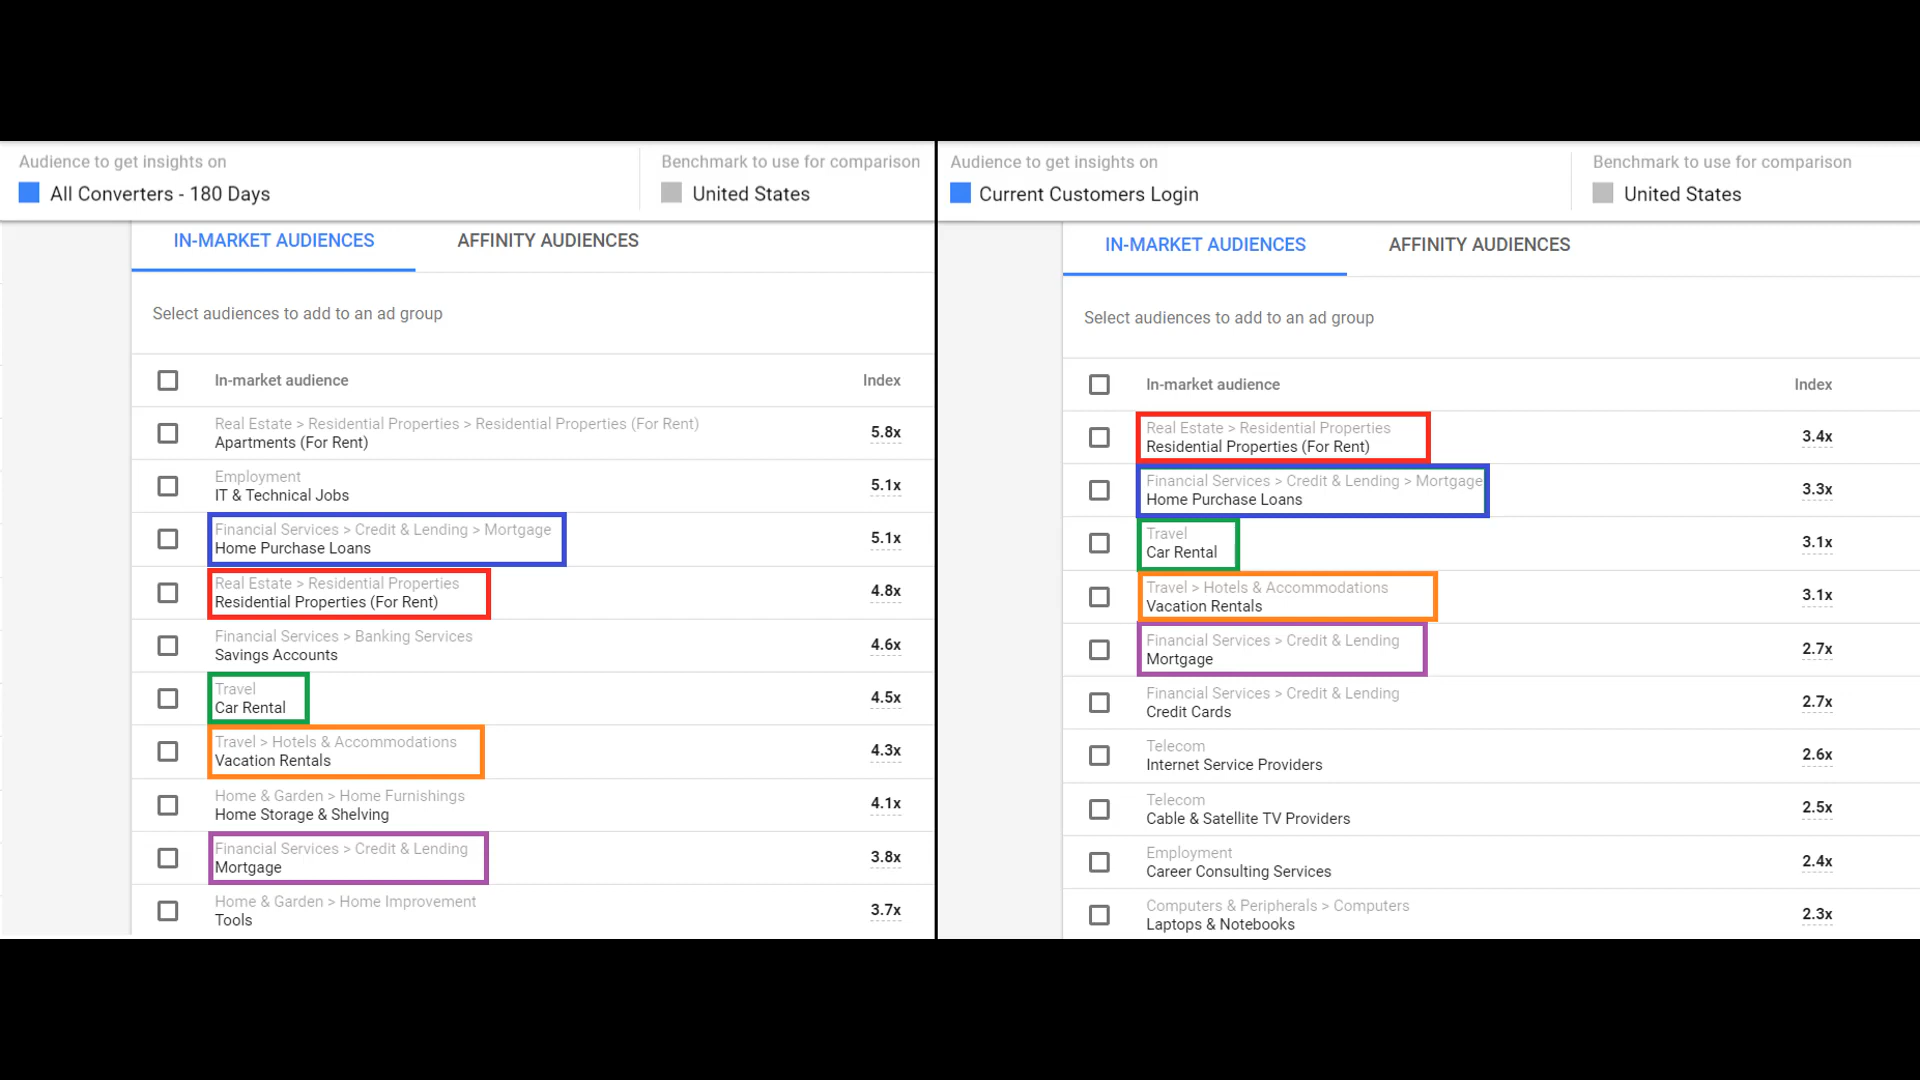 Audience to get insights on
All Converters - 180 Days
Benchmark to use for comparison
United States
IN-MARKET AUDIENCES
AFFINITY AUDIENCES
Select audiences to add to an ad group
In-market audience
Index
Real Estate > Residential Properties > Residential Properties (For Rent)
Apartments (For Rent)
5.8x
Employment
IT & Technical Jobs
5.1x
Financial Services > Credit & Lending > Mortgage
Home Purchase Loans
5.1x
Real Estate > Residential Properties
Residential Properties (For Rent)
4.8x
Financial Services > Banking Services
Savings Accounts
4.6x
Travel
Car Rental
4.5x
Travel > Hotels & Accommodations
Vacation Rentals
4.3x
Home & Garden > Home Furnishings
Home Storage & Shelving
4.1x
Financial Services > Credit & Lending
Mortgage
3.8x
Home & Garden > Home Improvement
Tools
3.7x
Audience to get insights on
Current Customers Login
Benchmark to use for comparison
United States
IN-MARKET AUDIENCES
AFFINITY AUDIENCES
Select audiences to add to an ad group
In-market audience
Index
Real Estate > Residential Properties
Residential Properties (For Rent)
3.4x
Financial Services > Credit & Lending > Mortgage
Home Purchase Loans
3.3x
Travel
Car Rental
3.1x
Travel > Hotels & Accommodations
Vacation Rentals
3.1x
Financial Services > Credit & Lending
Mortgage
2.7x
Financial Services > Credit & Lending
Credit Cards
2.7x
Telecom
Internet Service Providers
2.6x
Telecom
Cable & Satellite TV Providers
2.5x
Employment
Career Consulting Services
2.4x
Computers & Peripherals > Computers
Laptops & Notebooks
2.3x